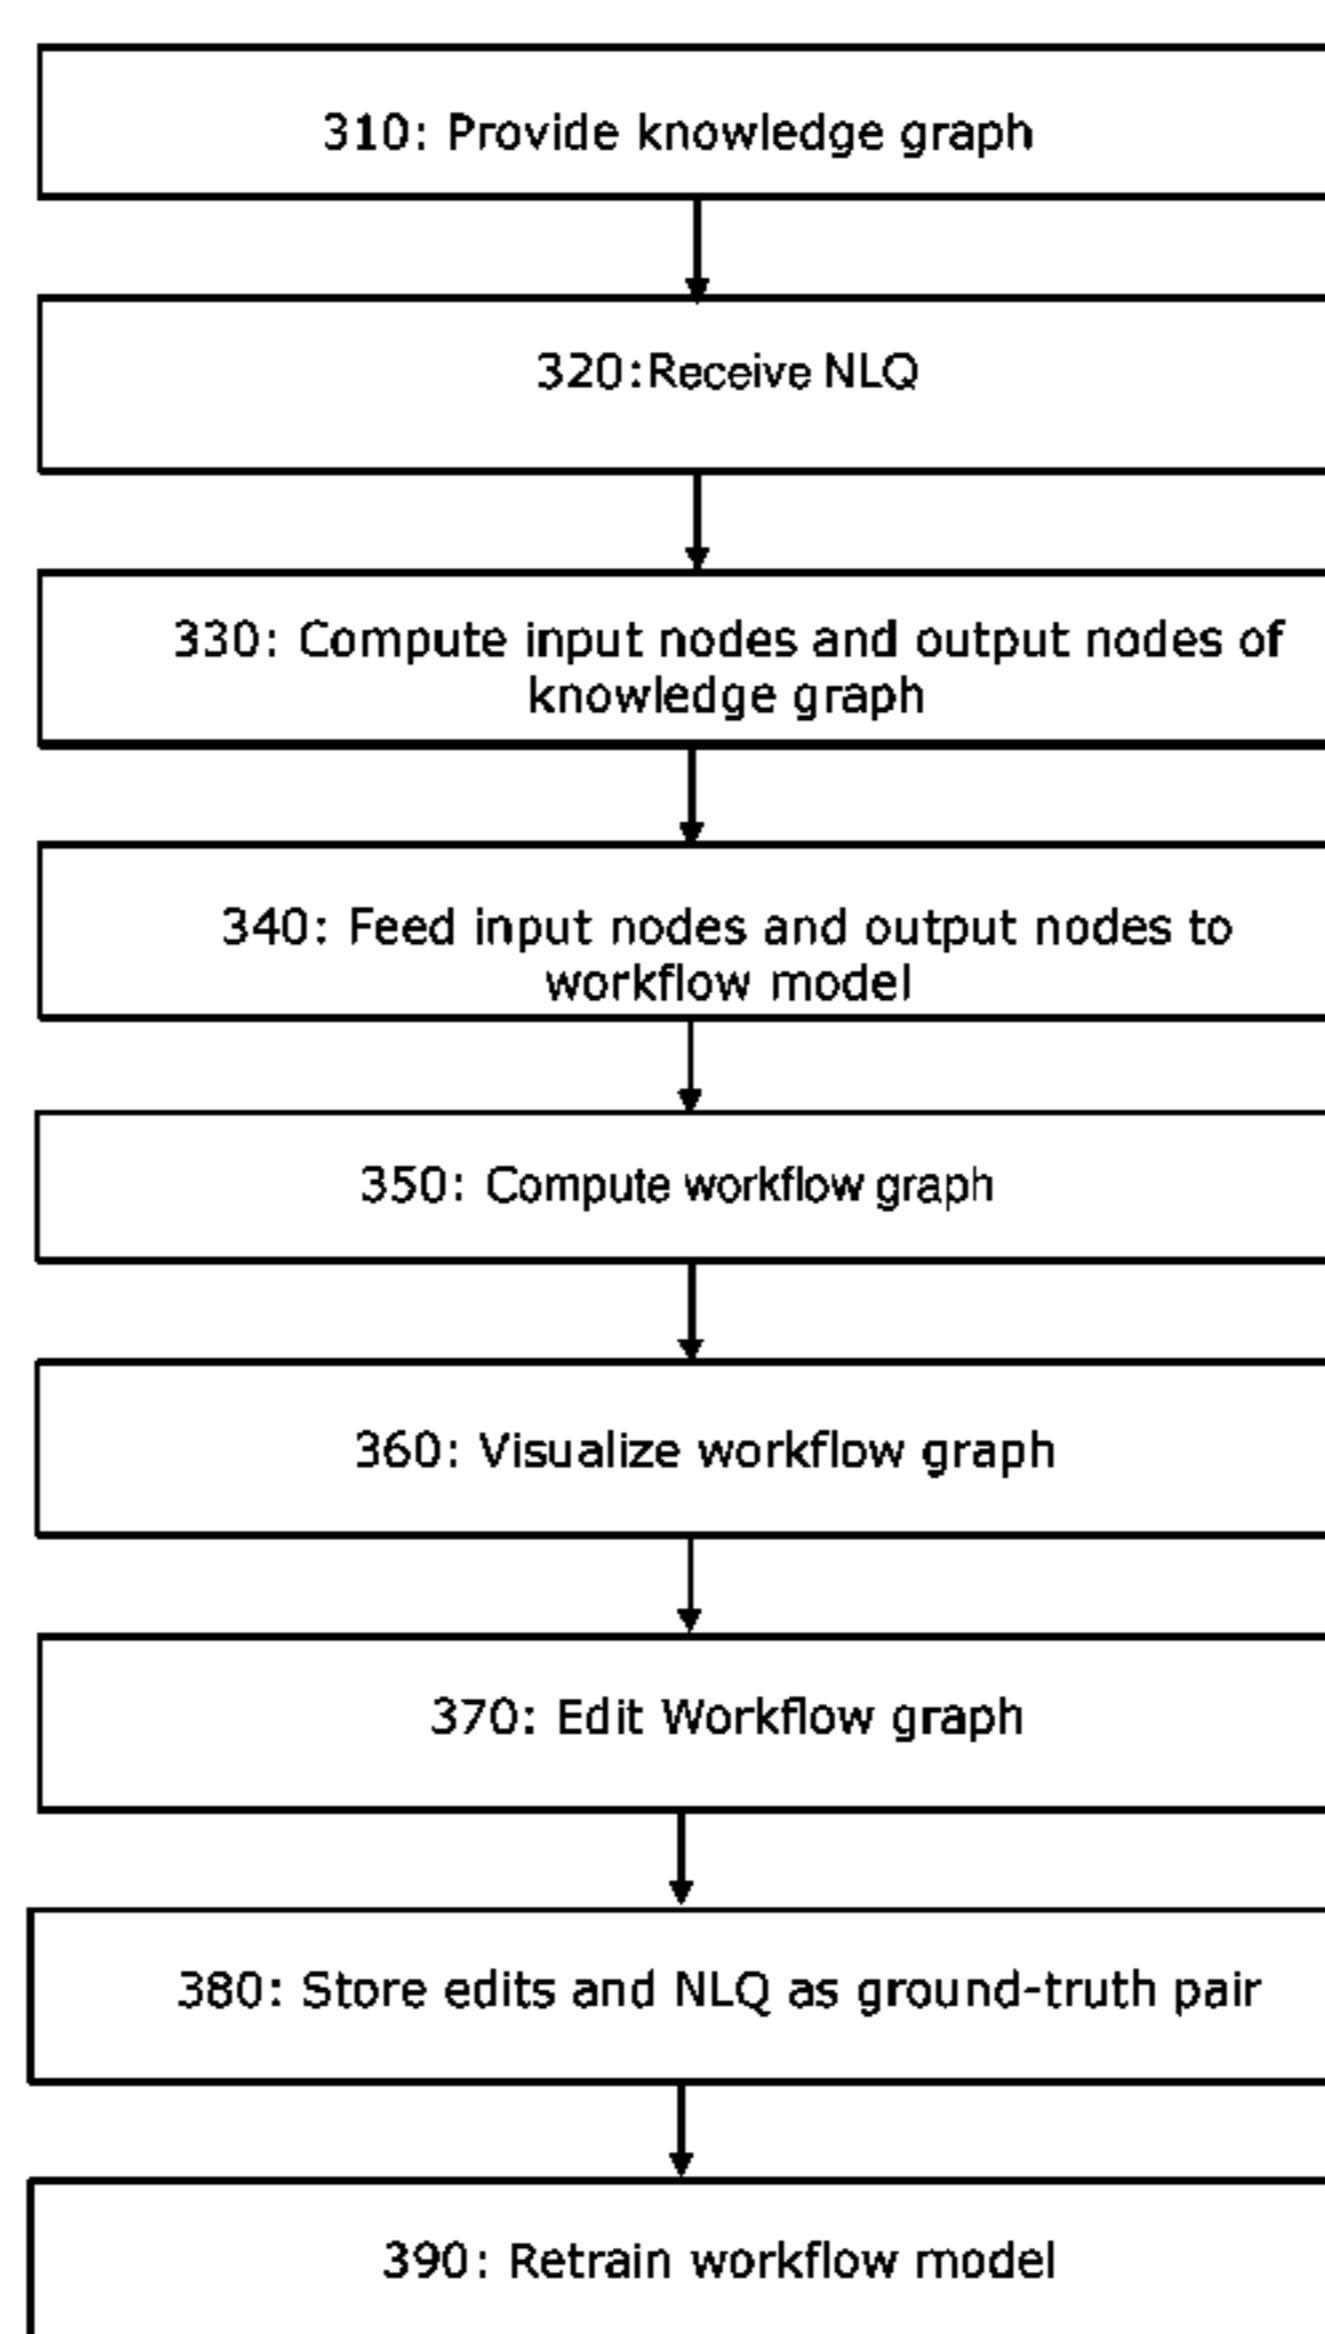 310: Provide knowledge graph
320:Receive NLQ
330: Compute input nodes and output nodes of
knowledge graph
340: Feed input nodes and output nodes to
workflow model
350: Compute workflow graph
360: Visualize workflow graph
370: Edit Workflow graph
380: Store edits and NLQ as ground-truth pair
390: Retrain workflow model